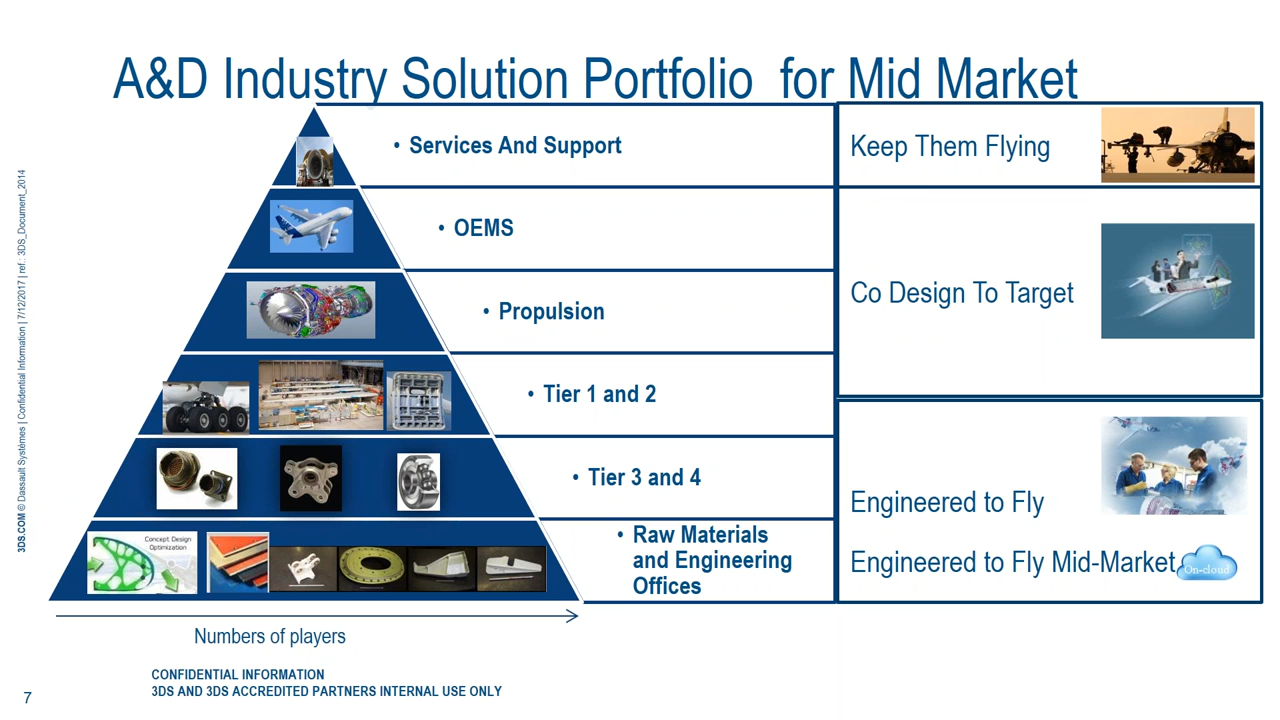 A&D Industry Solution Portfolio for Mid Market
• Services And Support
Keep Them Flying
• OEMS
• Propulsion
Co Design To Target
• Tier 1 and 2
• Tier 3 and 4
Engineered to Fly
• Raw Materials
and Engineering
Offices
Engineered to Fly Mid-Market
On-cloud
Concept Design
Optimization
Numbers of players
CONFIDENTIAL INFORMATION
3DS AND 3DS ACCREDITED PARTNERS INTERNAL USE ONLY
7
3DS.COM © Dassault Systèmes | Confidential Information | 7/12/2017 | ref.: 3DS_Document_2014